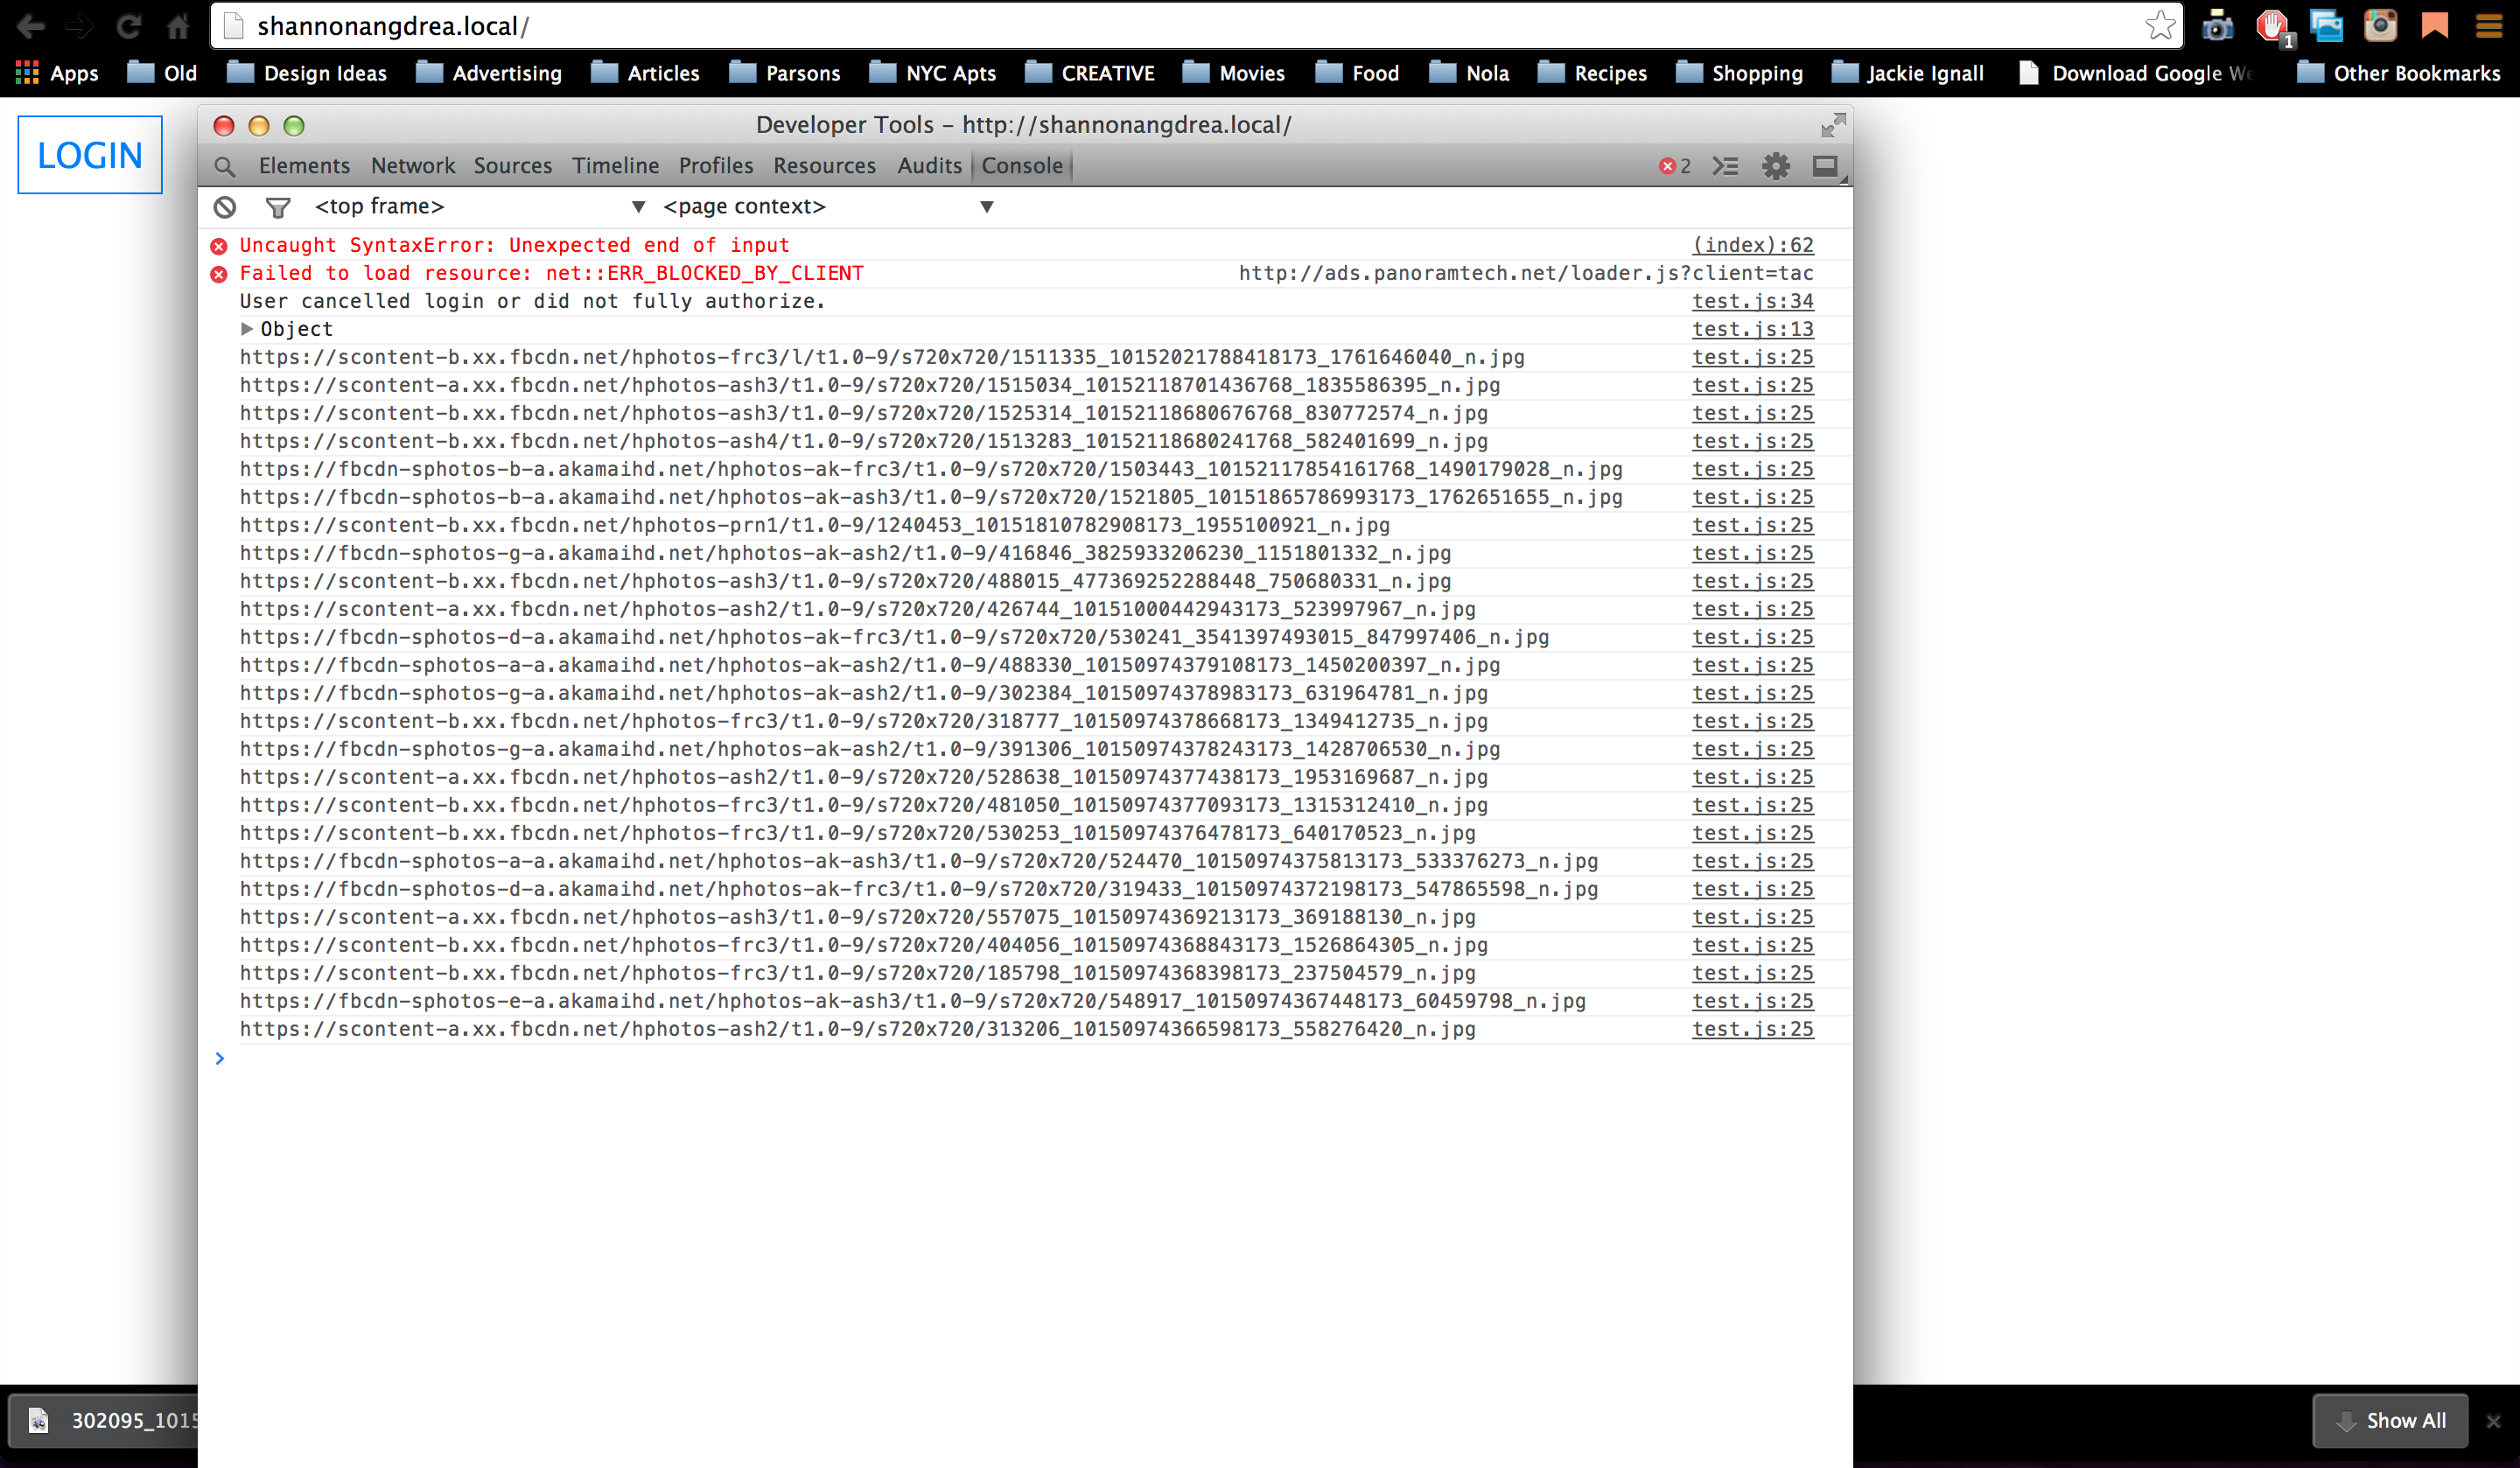 shannonangdrea.local/
Apps Old Design Ideas Advertising Articles Parsons NYC Apts CREATIVE Movies Food Nola Recipes Shopping Jackie Ignall Download Google We Other Bookmarks
1
LOGIN
Developer Tools – http://shannonangdrea.local/
Elements Network Sources Timeline Profiles Resources Audits Console 2
<top frame> ▼ <page context> ▼
Uncaught SyntaxError: Unexpected end of input (index):62
Failed to load resource: net::ERR_BLOCKED_BY_CLIENT http://ads.panoramtech.net/loader.js?client=tac
User cancelled login or did not fully authorize. test.js:34
▶ Object test.js:13
https://scontent-b.xx.fbcdn.net/hphotos-frc3/l/t1.0-9/s720x720/1511335_10152021788418173_1761646040_n.jpg test.js:25
https://scontent-a.xx.fbcdn.net/hphotos-ash3/t1.0-9/s720x720/1515034_10152118701436768_1835586395_n.jpg test.js:25
https://scontent-b.xx.fbcdn.net/hphotos-ash3/t1.0-9/s720x720/1525314_10152118680676768_830772574_n.jpg test.js:25
https://scontent-b.xx.fbcdn.net/hphotos-ash4/t1.0-9/s720x720/1513283_10152118680241768_582401699_n.jpg test.js:25
https://fbcdn-sphotos-b-a.akamaihd.net/hphotos-ak-frc3/t1.0-9/s720x720/1503443_10152117854161768_1490179028_n.jpg test.js:25
https://fbcdn-sphotos-b-a.akamaihd.net/hphotos-ak-ash3/t1.0-9/s720x720/1521805_10151865786993173_1762651655_n.jpg test.js:25
https://scontent-b.xx.fbcdn.net/hphotos-prn1/t1.0-9/1240453_10151810782908173_1955100921_n.jpg test.js:25
https://fbcdn-sphotos-g-a.akamaihd.net/hphotos-ak-ash2/t1.0-9/416846_3825933206230_1151801332_n.jpg test.js:25
https://scontent-b.xx.fbcdn.net/hphotos-ash3/t1.0-9/s720x720/488015_477369252288448_750680331_n.jpg test.js:25
https://scontent-a.xx.fbcdn.net/hphotos-ash2/t1.0-9/s720x720/426744_10151000442943173_523997967_n.jpg test.js:25
https://fbcdn-sphotos-d-a.akamaihd.net/hphotos-ak-frc3/t1.0-9/s720x720/530241_3541397493015_847997406_n.jpg test.js:25
https://fbcdn-sphotos-a-a.akamaihd.net/hphotos-ak-ash2/t1.0-9/488330_10150974379108173_1450200397_n.jpg test.js:25
https://fbcdn-sphotos-g-a.akamaihd.net/hphotos-ak-ash2/t1.0-9/302384_10150974378983173_631964781_n.jpg test.js:25
https://scontent-b.xx.fbcdn.net/hphotos-frc3/t1.0-9/s720x720/318777_10150974378668173_1349412735_n.jpg test.js:25
https://fbcdn-sphotos-g-a.akamaihd.net/hphotos-ak-ash2/t1.0-9/391306_10150974378243173_1428706530_n.jpg test.js:25
https://scontent-a.xx.fbcdn.net/hphotos-ash2/t1.0-9/s720x720/528638_10150974377438173_1953169687_n.jpg test.js:25
https://scontent-b.xx.fbcdn.net/hphotos-frc3/t1.0-9/s720x720/481050_10150974377093173_1315312410_n.jpg test.js:25
https://scontent-b.xx.fbcdn.net/hphotos-frc3/t1.0-9/s720x720/530253_10150974376478173_640170523_n.jpg test.js:25
https://fbcdn-sphotos-a-a.akamaihd.net/hphotos-ak-ash3/t1.0-9/s720x720/524470_10150974375813173_533376273_n.jpg test.js:25
https://fbcdn-sphotos-d-a.akamaihd.net/hphotos-ak-frc3/t1.0-9/s720x720/319433_10150974372198173_547865598_n.jpg test.js:25
https://scontent-a.xx.fbcdn.net/hphotos-ash3/t1.0-9/s720x720/557075_10150974369213173_369188130_n.jpg test.js:25
https://scontent-b.xx.fbcdn.net/hphotos-frc3/t1.0-9/s720x720/404056_10150974368843173_1526864305_n.jpg test.js:25
https://scontent-b.xx.fbcdn.net/hphotos-frc3/t1.0-9/s720x720/185798_10150974368398173_237504579_n.jpg test.js:25
https://fbcdn-sphotos-e-a.akamaihd.net/hphotos-ak-ash3/t1.0-9/s720x720/548917_10150974367448173_60459798_n.jpg test.js:25
https://scontent-a.xx.fbcdn.net/hphotos-ash2/t1.0-9/s720x720/313206_10150974366598173_558276420_n.jpg test.js:25
302095_1015 Show All